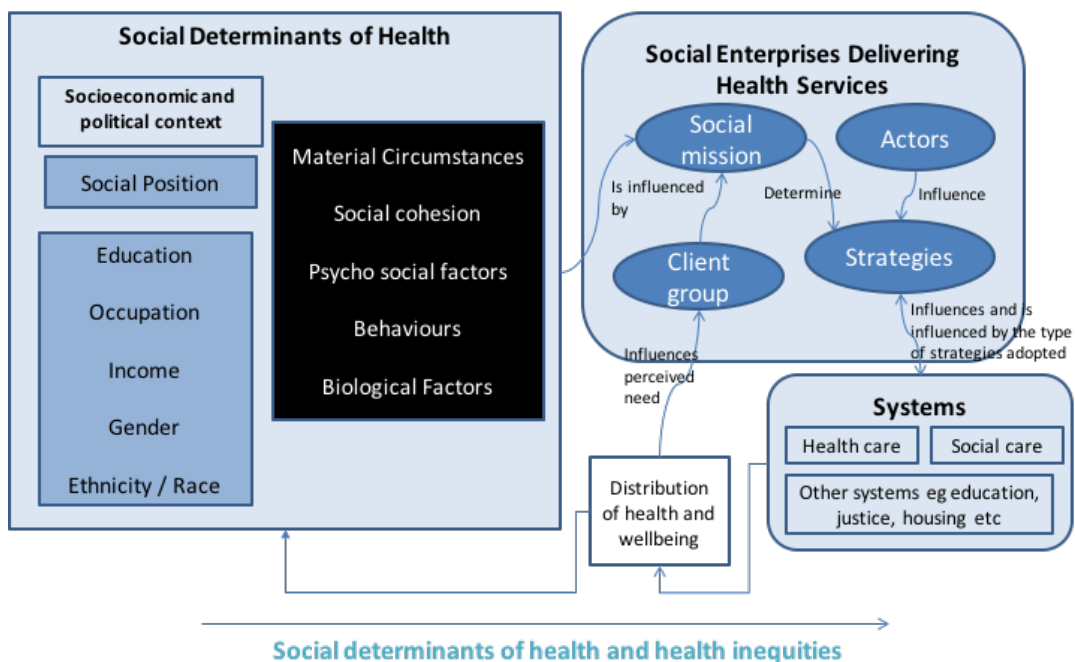 Social Determinants of Health
Socioeconomic and
political context
Social Position
Education
Occupation
Income
Gender
Ethnicity / Race
Material Circumstances
Social cohesion
Psycho social factors
Behaviours
Biological Factors
Social Enterprises Delivering
Health Services
Social
mission
Actors
Is influenced
by
Determine
Influence
Client
group
Strategies
Influences and is
influenced by the type
of strategies adopted
Influences
perceived
need
Systems
Health care
Social care
Other systems eg education,
justice, housing etc
Distribution
of health and
wellbeing
Social determinants of health and health inequities